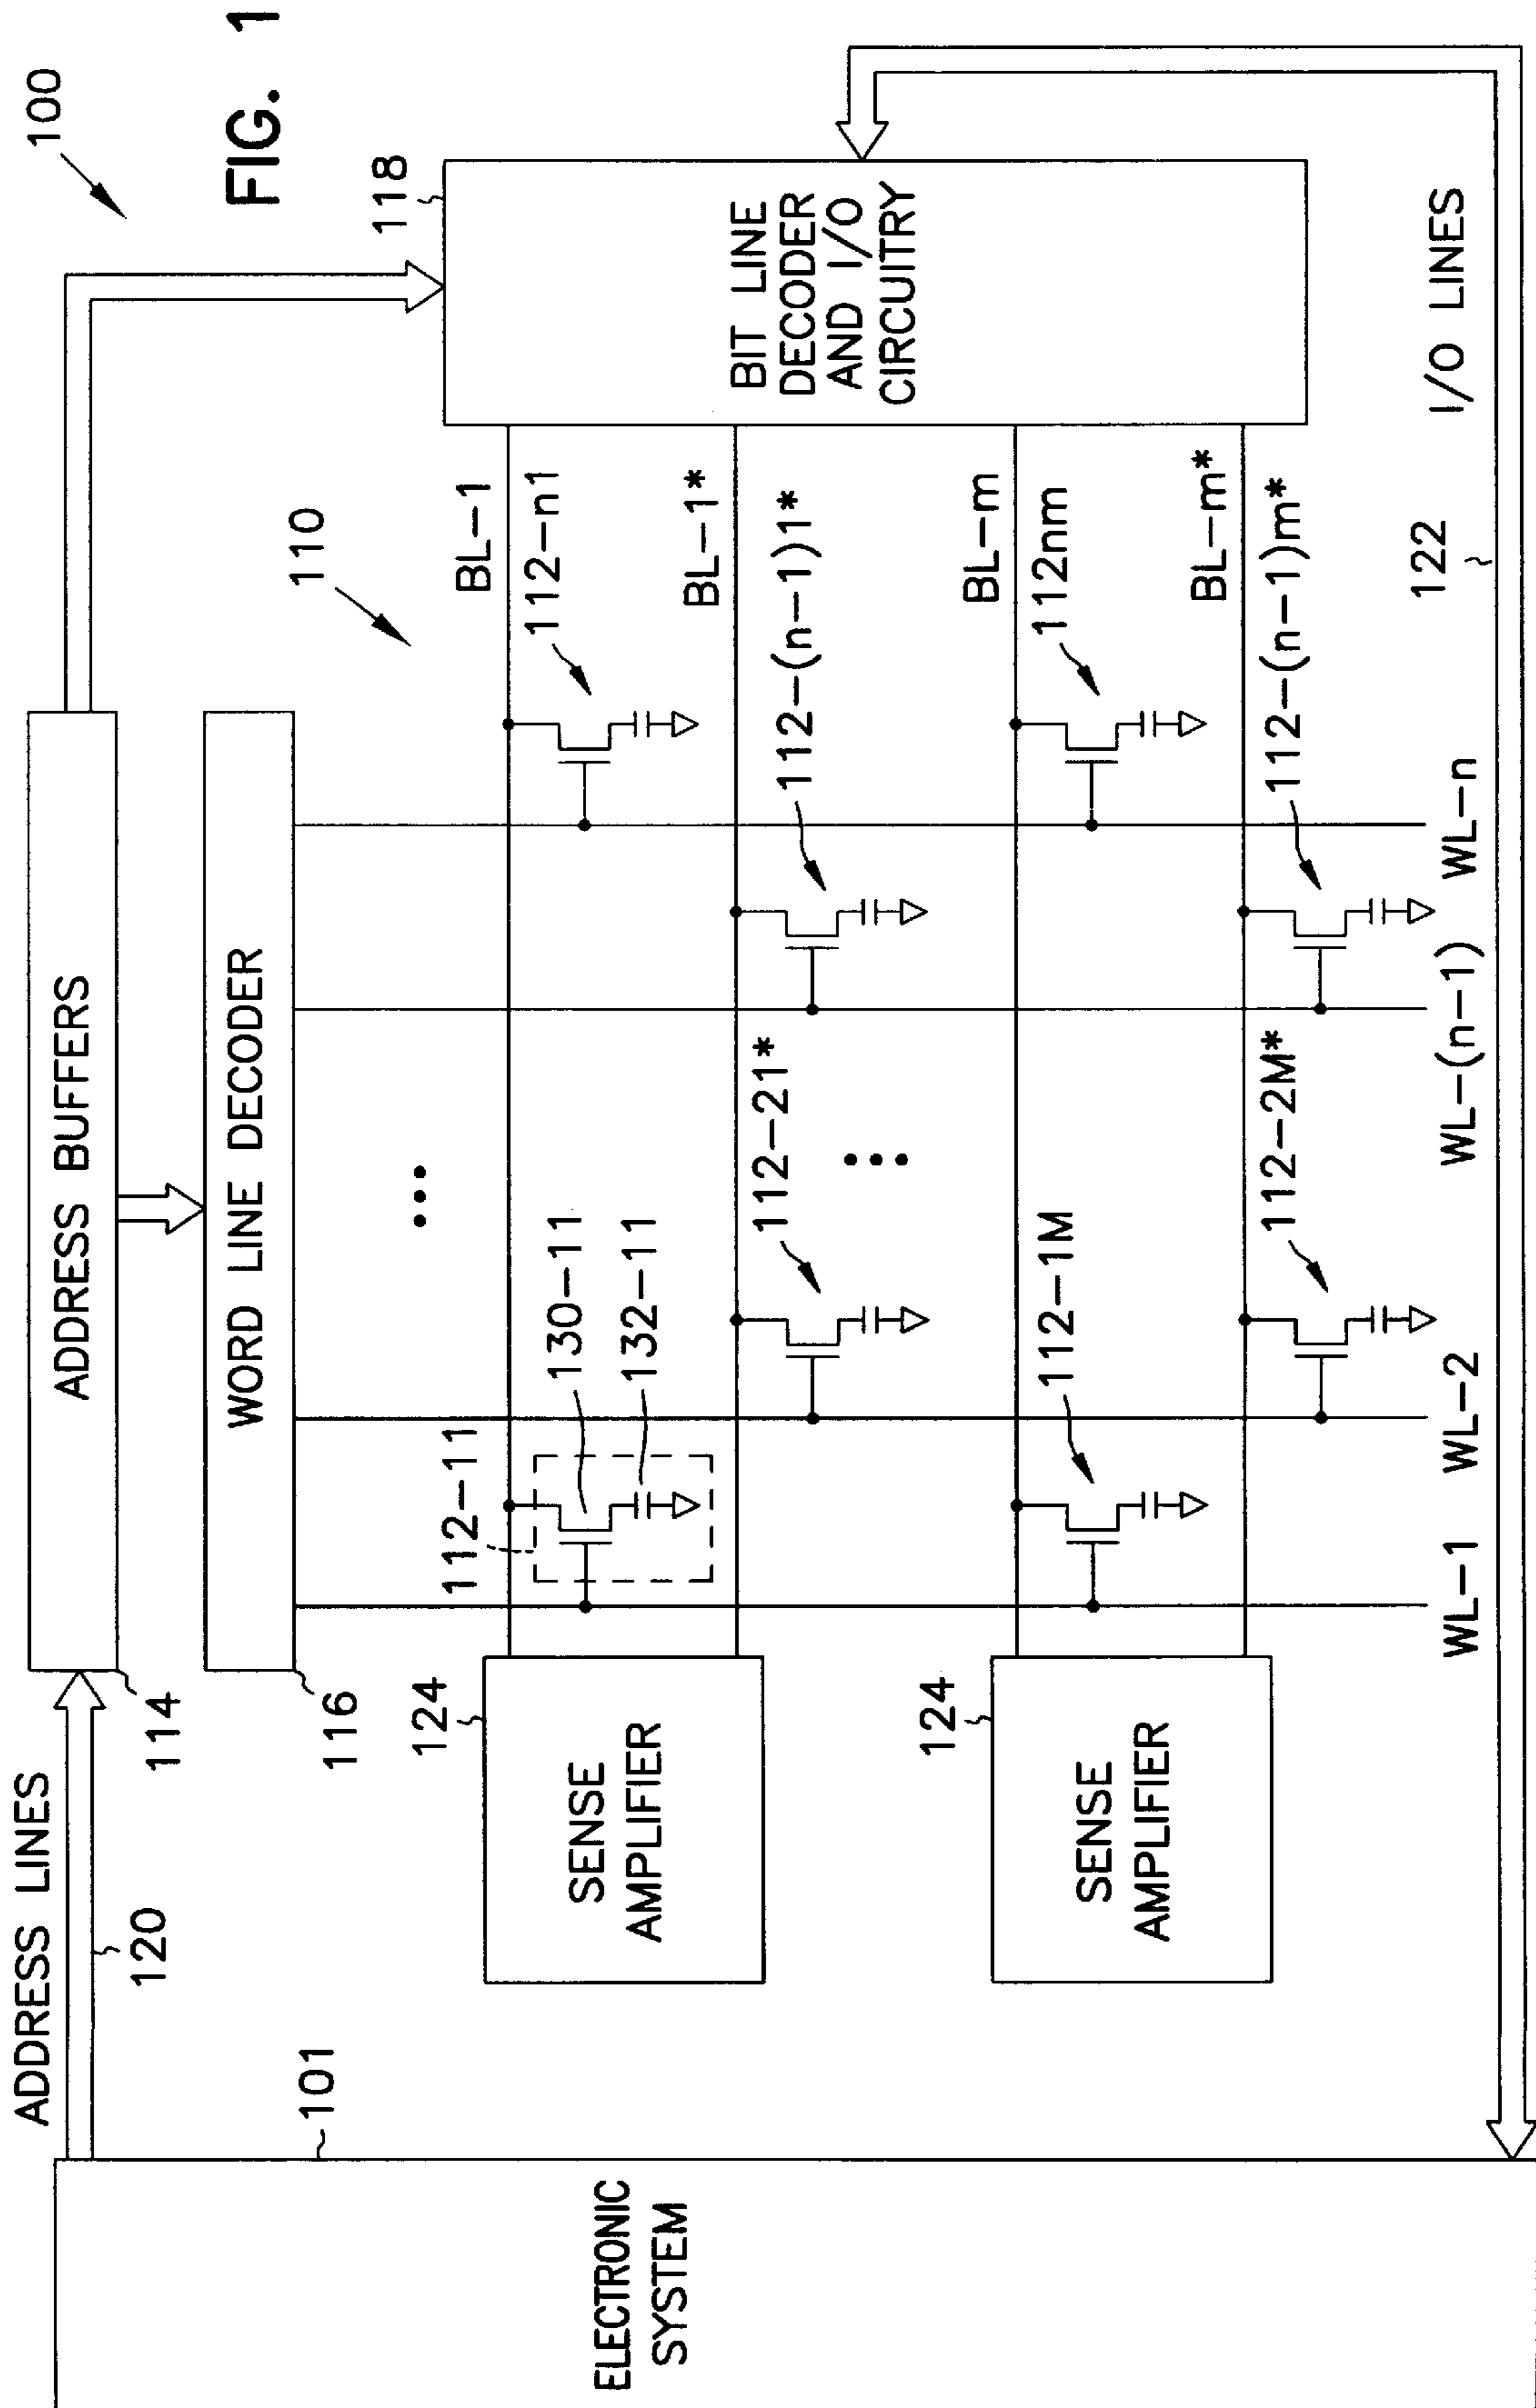 FIG. 1
100
ADDRESS LINES
120
ADDRESS BUFFERS
114
WORD LINE DECODER
116
118
BIT LINE
DECODER
AND I/O
CIRCUITRY
110
101
ELECTRONIC
SYSTEM
124
SENSE
AMPLIFIER
124
SENSE
AMPLIFIER
112-11
130-11
132-11
BL-1
112-n1
BL-1*
112-21*
112-(n-1)1*
BL-m
112-1M
112nm
BL-m*
112-2M*
112-(n-1)m*
WL-1
WL-2
WL-(n-1)
WL-n
122
I/O LINES